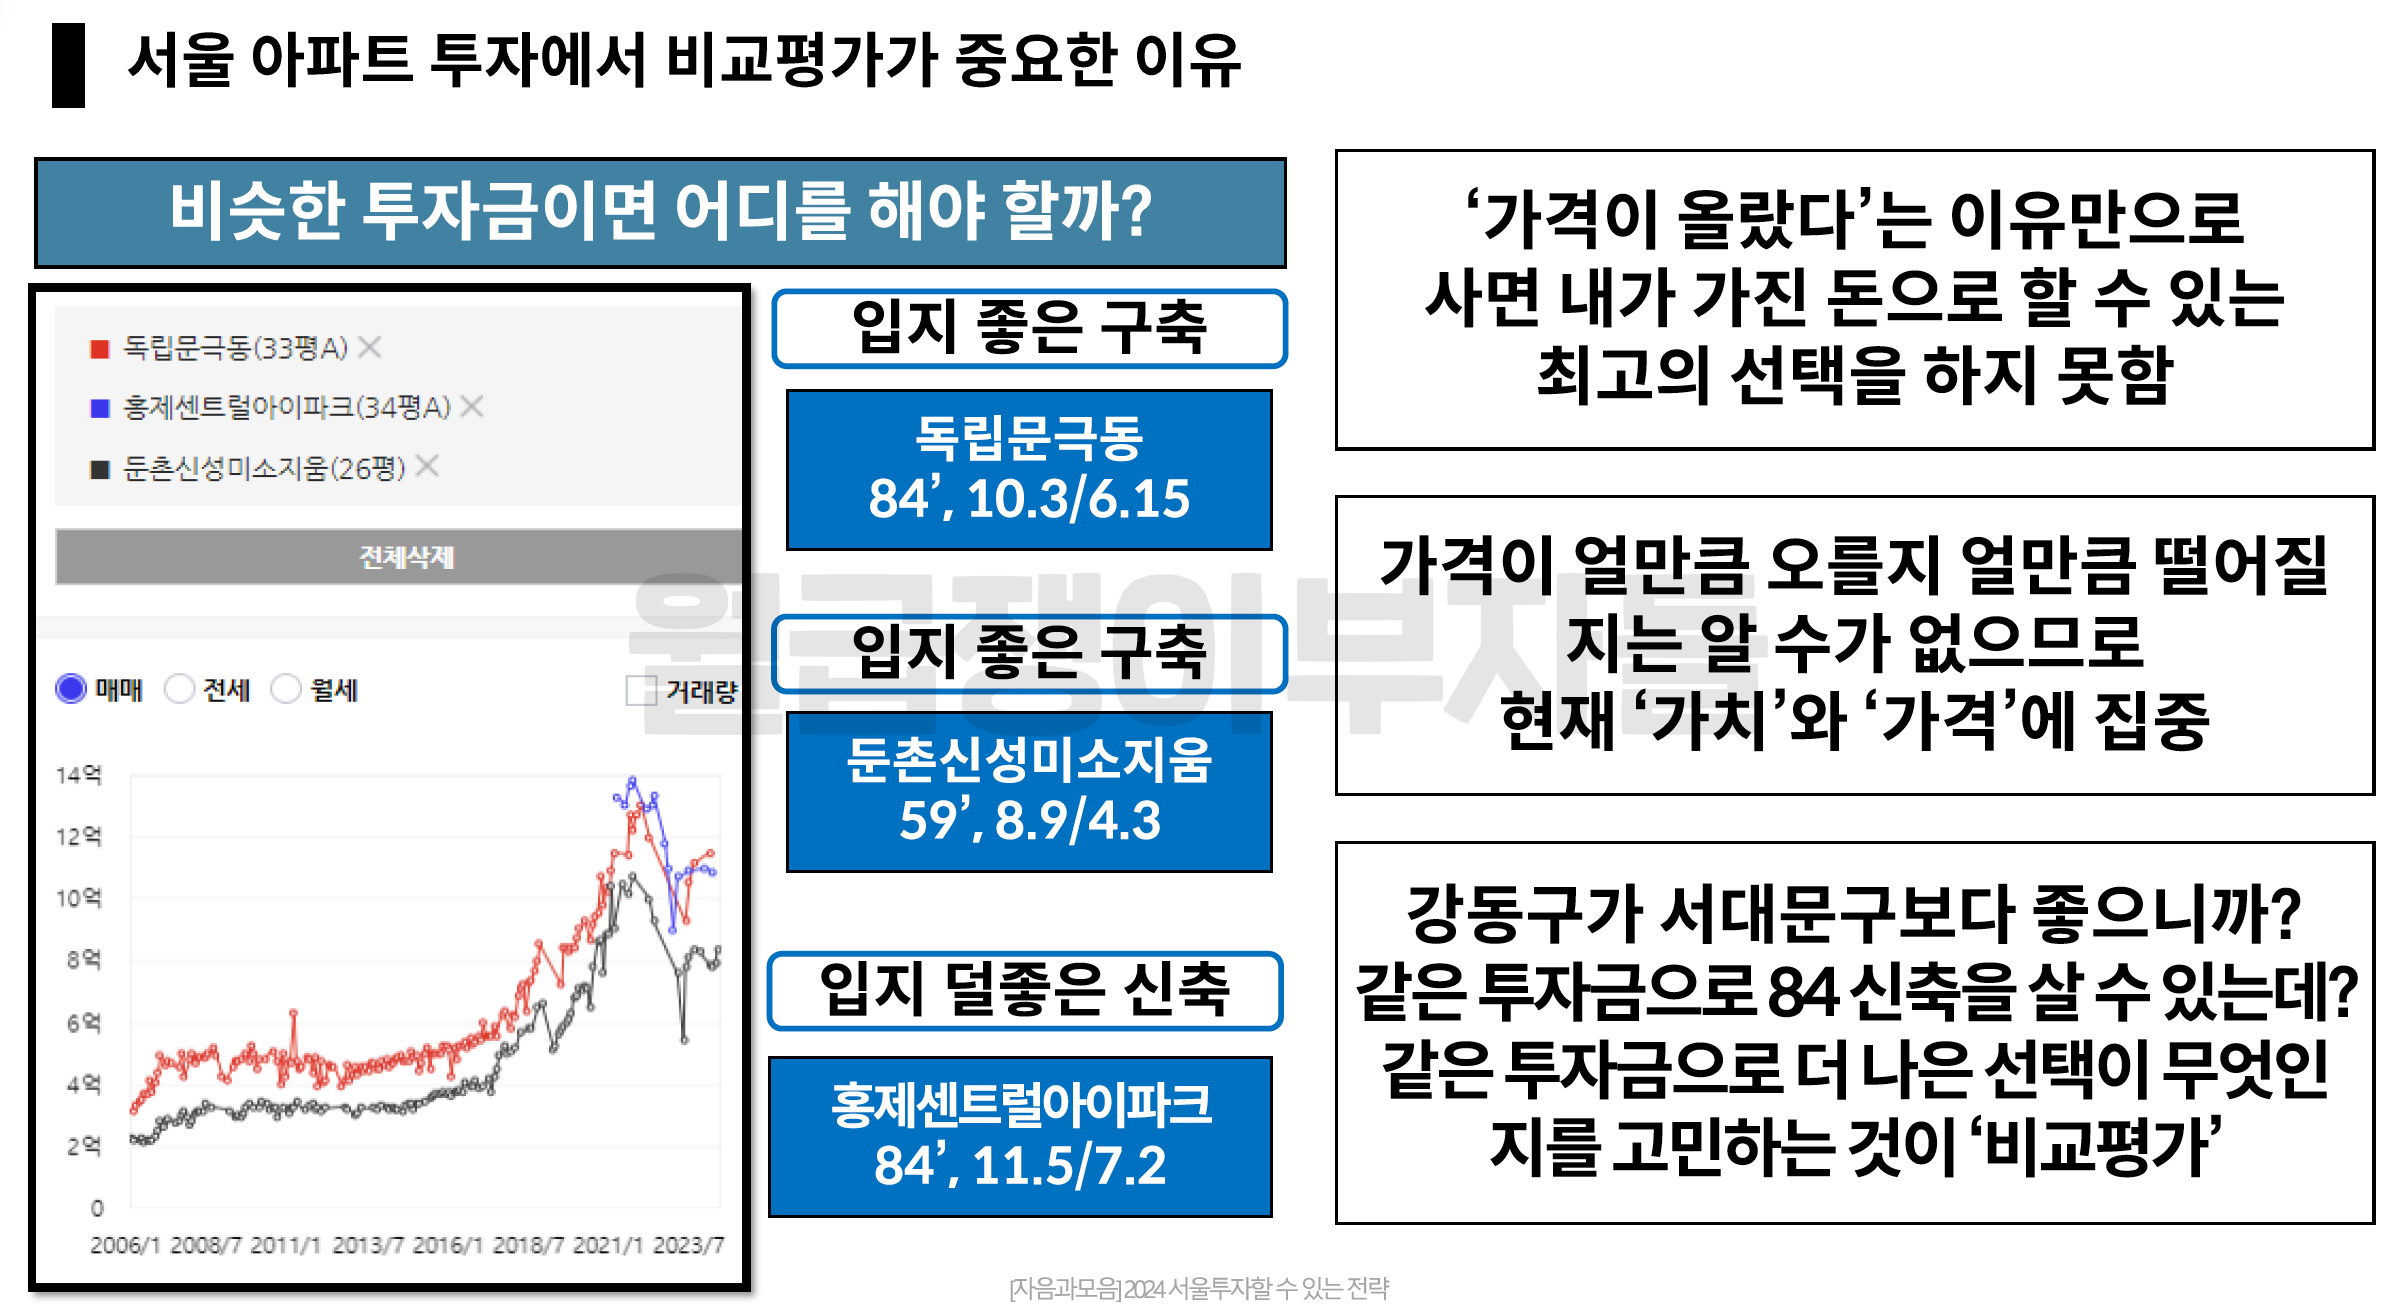 서울 아파트 투자에서 비교평가가 중요한 이유
비슷한 투자금이면 어디를 해야 할까?
독립문극동(33평A)
홍제센트럴아이파크(34평A)
둔촌신성미소지움(26평)
전체삭제
매매 전세 월세 거래량
14억
12억
10억
8억
6억
4억
2억
0
2006/1 2008/7 2011/1 2013/7 2016/1 2018/7 2021/1 2023/7
입지 좋은 구축
독립문극동
84’, 10.3/6.15
입지 좋은 구축
둔촌신성미소지움
59’, 8.9/4.3
입지 덜좋은 신축
홍제센트럴아이파크
84’, 11.5/7.2
‘가격이 올랐다’는 이유만으로
사면 내가 가진 돈으로 할 수 있는
최고의 선택을 하지 못함
가격이 얼만큼 오를지 얼만큼 떨어질
지는 알 수가 없으므로
현재 ‘가치’와 ‘가격’에 집중
강동구가 서대문구보다 좋으니까?
같은 투자금으로 84 신축을 살 수 있는데?
같은 투자금으로 더 나은 선택이 무엇인
지를 고민하는 것이 ‘비교평가’
월급쟁이부자들
[자음과모음] 2024 서울투자할 수 있는 전략